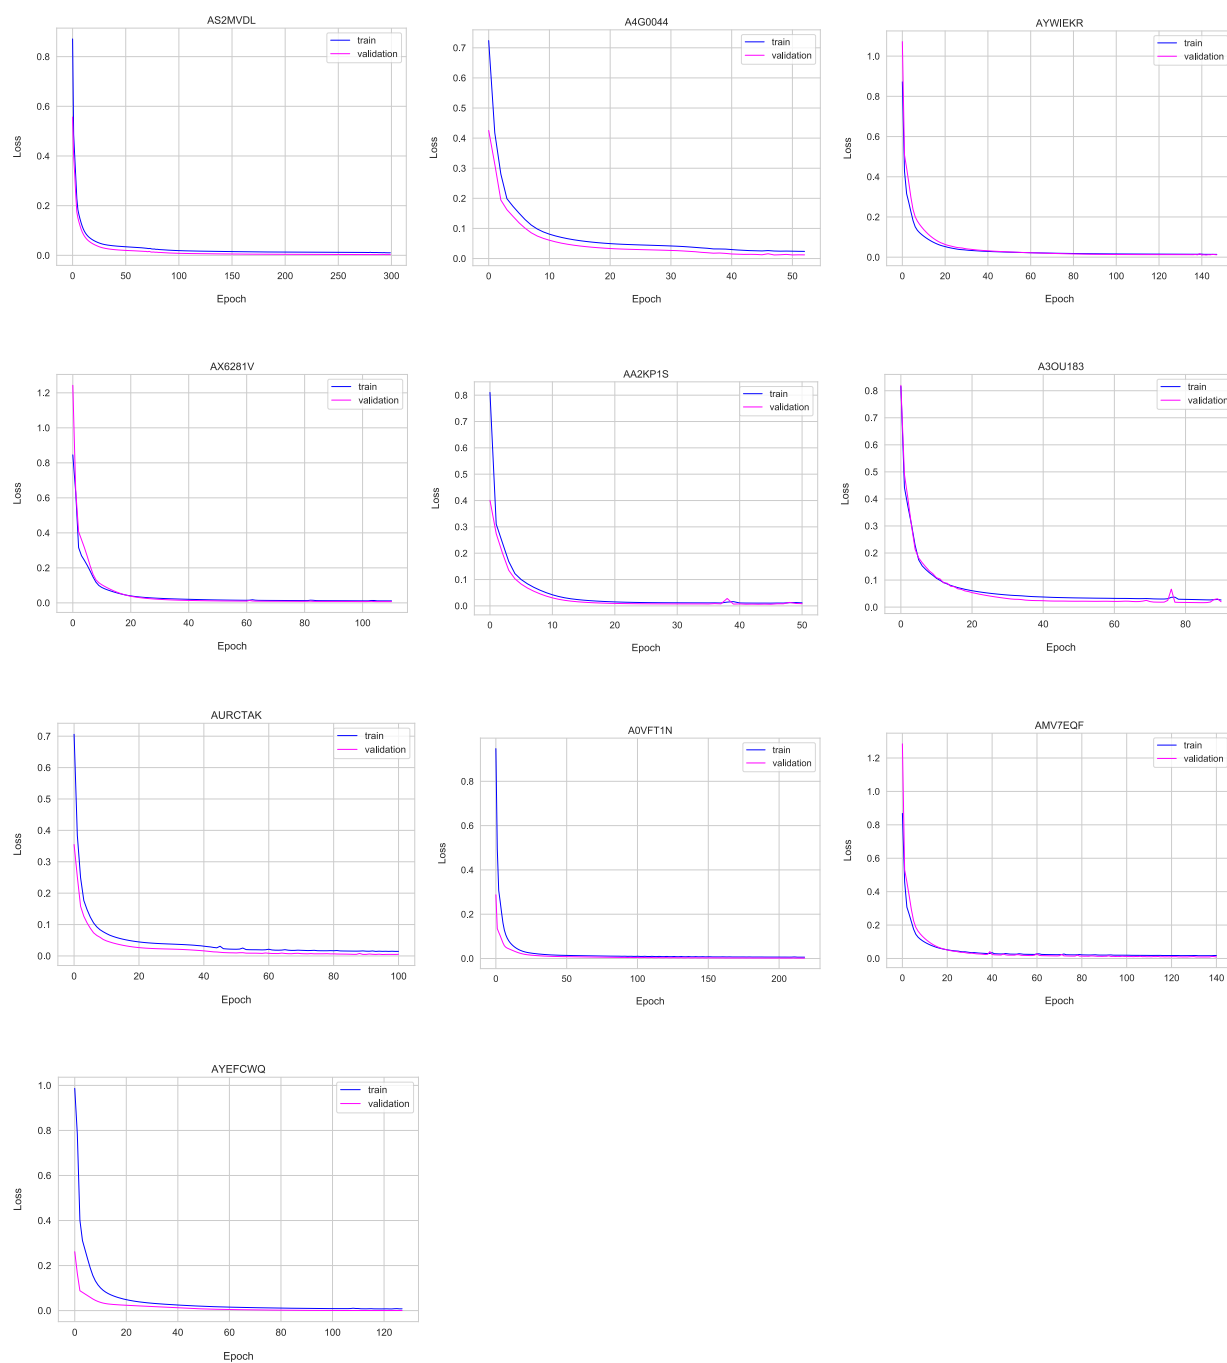 AS2MVDL
train
validation
0.8
0.6
0.4
0.2
0.0
Loss
0 50 100 150 200 250 300
Epoch
A4G0044
train
validation
0.7
0.6
0.5
0.4
0.3
0.2
0.1
0.0
Loss
0 10 20 30 40 50
Epoch
AYWIEKR
train
validation
1.0
0.8
0.6
0.4
0.2
0.0
Loss
0 20 40 60 80 100 120 140
Epoch
AX6281V
train
validation
1.2
1.0
0.8
0.6
0.4
0.2
0.0
Loss
0 20 40 60 80 100
Epoch
AA2KP1S
train
validation
0.8
0.7
0.6
0.5
0.4
0.3
0.2
0.1
0.0
Loss
0 10 20 30 40 50
Epoch
A3OU183
train
validation
0.8
0.7
0.6
0.5
0.4
0.3
0.2
0.1
0.0
Loss
0 20 40 60 80
Epoch
AURCTAK
train
validation
0.7
0.6
0.5
0.4
0.3
0.2
0.1
0.0
Loss
0 20 40 60 80 100
Epoch
A0VFT1N
train
validation
0.8
0.6
0.4
0.2
0.0
Loss
0 50 100 150 200
Epoch
AMV7EQF
train
validation
1.2
1.0
0.8
0.6
0.4
0.2
0.0
Loss
0 20 40 60 80 100 120 140
Epoch
AYEFCWQ
train
validation
1.0
0.8
0.6
0.4
0.2
0.0
Loss
0 20 40 60 80 100 120
Epoch